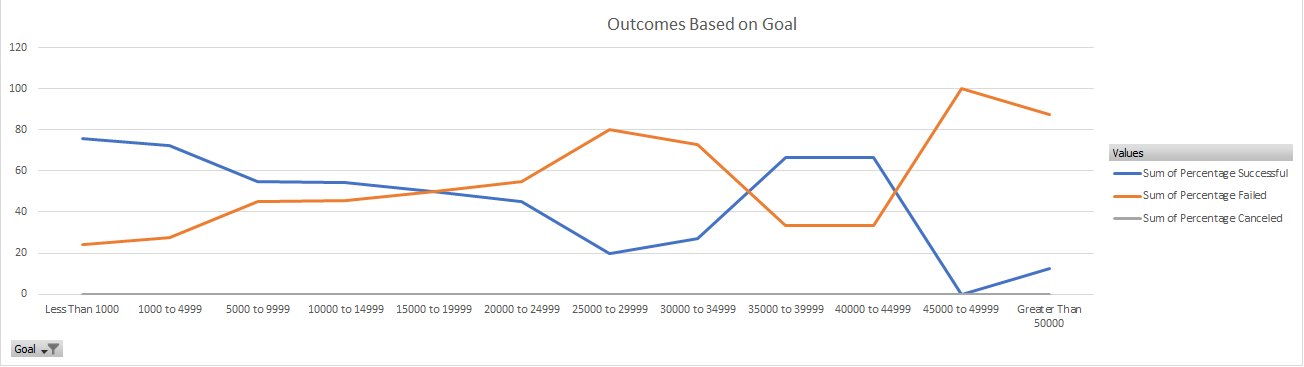 Outcomes Based on Goal
120
100
80
60
40
20
0
Less Than 1000 1000 to 4999 5000 to 9999 10000 to 14999 15000 to 19999 20000 to 24999 25000 to 29999 30000 to 34999 35000 to 39999 40000 to 44999 45000 to 49999 Greater Than
50000
Values
Sum of Percentage Successful
Sum of Percentage Failed
Sum of Percentage Canceled
Goal